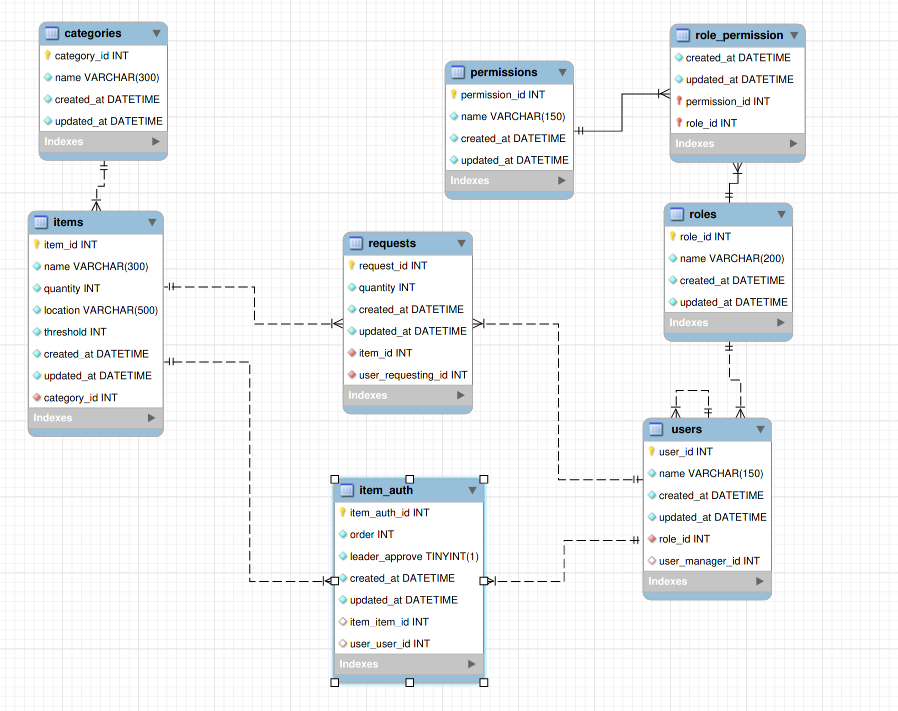 categories
category_id INT
name VARCHAR(300)
created_at DATETIME
updated_at DATETIME
Indexes
permissions
permission_id INT
name VARCHAR(150)
created_at DATETIME
updated_at DATETIME
Indexes
role_permission
created_at DATETIME
updated_at DATETIME
permission_id INT
role_id INT
Indexes
items
item_id INT
name VARCHAR(300)
quantity INT
location VARCHAR(500)
threshold INT
created_at DATETIME
updated_at DATETIME
category_id INT
Indexes
requests
request_id INT
quantity INT
created_at DATETIME
updated_at DATETIME
item_id INT
user_requesting_id INT
Indexes
roles
role_id INT
name VARCHAR(200)
created_at DATETIME
updated_at DATETIME
Indexes
item_auth
item_auth_id INT
order INT
leader_approve TINYINT(1)
created_at DATETIME
updated_at DATETIME
item_item_id INT
user_user_id INT
Indexes
users
user_id INT
name VARCHAR(150)
created_at DATETIME
updated_at DATETIME
role_id INT
user_manager_id INT
Indexes